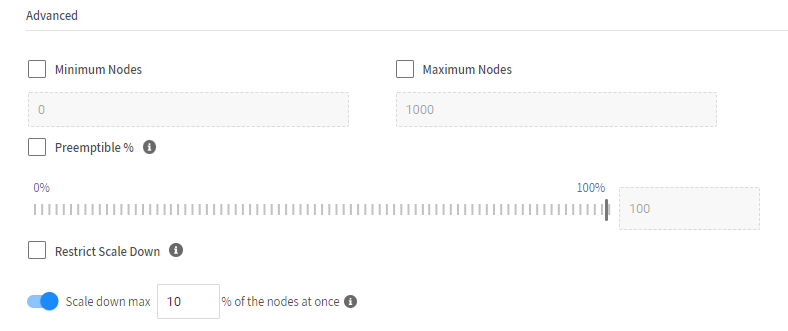 Advanced
Minimum Nodes Maximum Nodes
0 1000
Preemptible %
0% 100%
100
Restrict Scale Down
Scale down max 10 % of the nodes at once